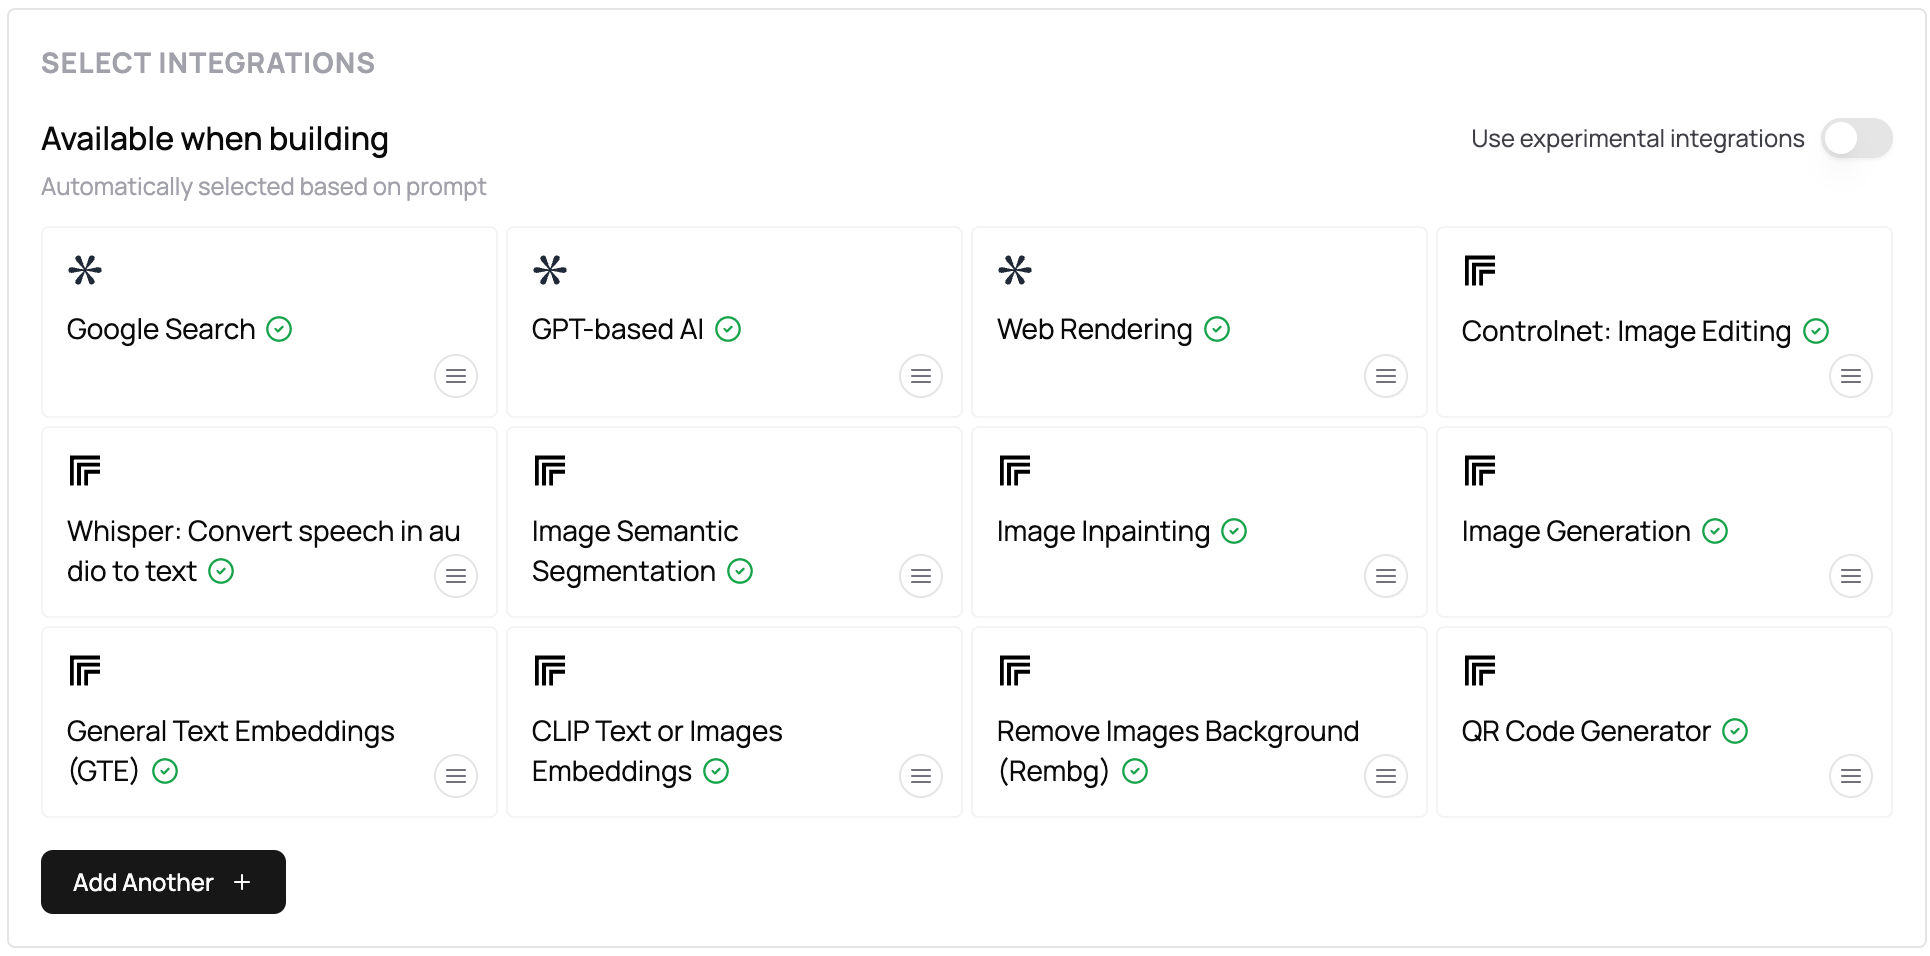 SELECT INTEGRATIONS
Available when building
Use experimental integrations
Automatically selected based on prompt
Google Search
GPT-based AI
Web Rendering
Controlnet: Image Editing
Whisper: Convert speech in au
dio to text
Image Semantic
Segmentation
Image Inpainting
Image Generation
General Text Embeddings
(GTE)
CLIP Text or Images
Embeddings
Remove Images Background
(Rembg)
QR Code Generator
Add Another +